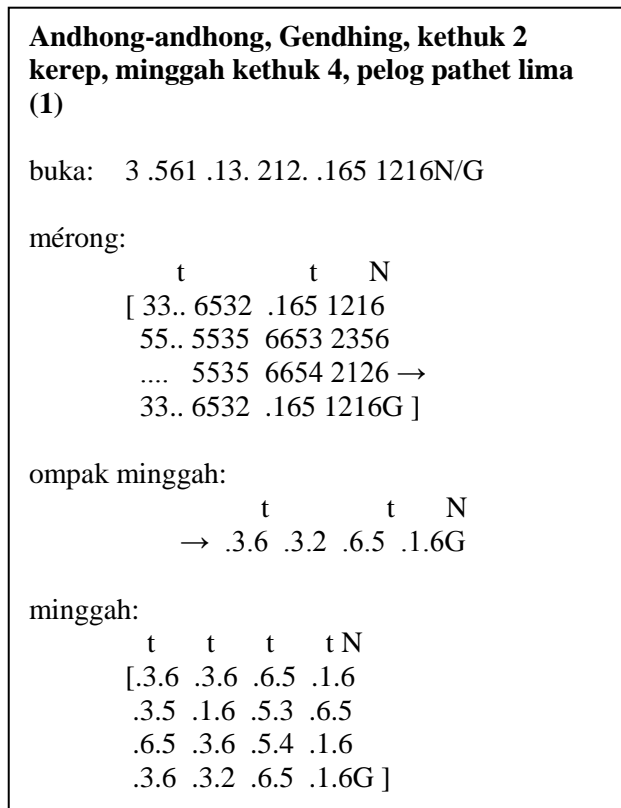 Andhong-andhong, Gendhing, kethuk 2
kerep, minggah kethuk 4, pelog pathet lima
(1)
buka: 3 .561 .13. 212. .165 1216N/G
mérong:
t t N
[ 33.. 6532 .165 1216
55.. 5535 6653 2356
.... 5535 6654 2126 →
33.. 6532 .165 1216G ]
ompak minggah:
t t N
→ .3.6 .3.2 .6.5 .1.6G
minggah:
t t t t N
[.3.6 .3.6 .6.5 .1.6
.3.5 .1.6 .5.3 .6.5
.6.5 .3.6 .5.4 .1.6
.3.6 .3.2 .6.5 .1.6G ]